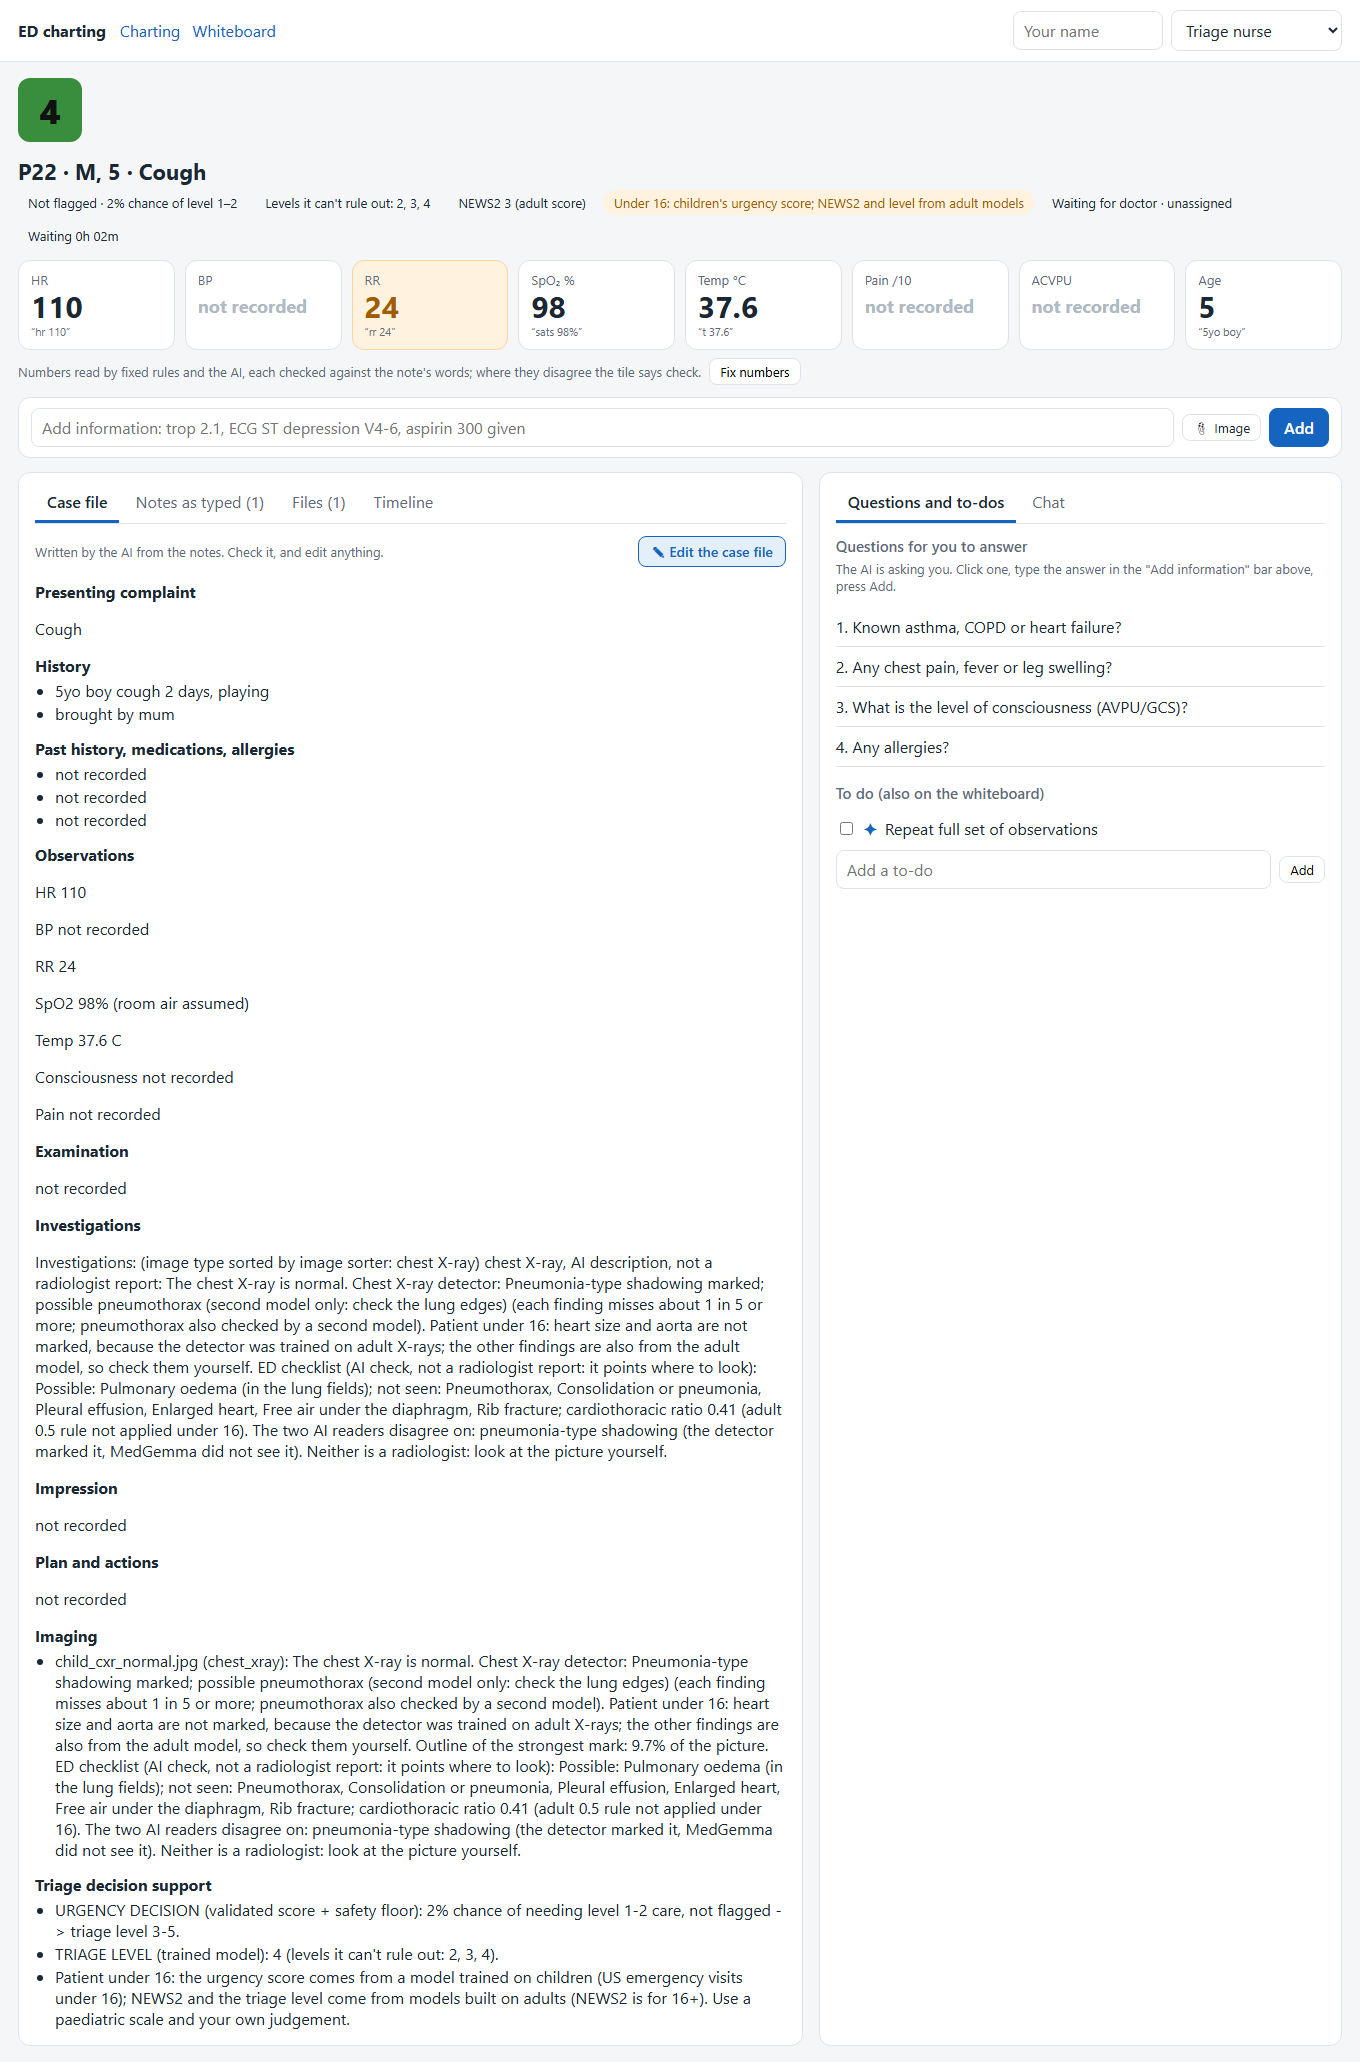 ED charting Charting Whiteboard Your name Triage nurse
4
P22 · M, 5 · Cough
Not flagged · 2% chance of level 1–2 Levels it can't rule out: 2, 3, 4 NEWS2 3 (adult score) Under 16: children's urgency score; NEWS2 and level from adult models Waiting for doctor · unassigned
Waiting 0h 02m
HR BP RR SpO₂ % Temp °C Pain /10 ACVPU Age
110 not recorded 24 98 37.6 not recorded not recorded 5
"hr 110" "rr 24" "sats 98%" "t 37.6" "5yo boy"
Numbers read by fixed rules and the AI, each checked against the note's words; where they disagree the tile says check. Fix numbers
Add information: trop 2.1, ECG ST depression V4-6, aspirin 300 given Image Add
Case file Notes as typed (1) Files (1) Timeline
Written by the AI from the notes. Check it, and edit anything. Edit the case file
Presenting complaint
Cough
History
• 5yo boy cough 2 days, playing
• brought by mum
Past history, medications, allergies
• not recorded
• not recorded
• not recorded
Observations
HR 110
BP not recorded
RR 24
SpO2 98% (room air assumed)
Temp 37.6 C
Consciousness not recorded
Pain not recorded
Examination
not recorded
Investigations
Investigations: (image type sorted by image sorter: chest X-ray) chest X-ray, AI description, not a
radiologist report: The chest X-ray is normal. Chest X-ray detector: Pneumonia-type shadowing marked;
possible pneumothorax (second model only: check the lung edges) (each finding misses about 1 in 5 or
more; pneumothorax also checked by a second model). Patient under 16: heart size and aorta are not
marked, because the detector was trained on adult X-rays; the other findings are also from the adult
model, so check them yourself. ED checklist (AI check, not a radiologist report: it points where to look):
Possible: Pulmonary oedema (in the lung fields); not seen: Pneumothorax, Consolidation or pneumonia,
Pleural effusion, Enlarged heart, Free air under the diaphragm, Rib fracture; cardiothoracic ratio 0.41 (adult
0.5 rule not applied under 16). The two AI readers disagree on: pneumonia-type shadowing (the detector
marked it, MedGemma did not see it). Neither is a radiologist: look at the picture yourself.
Impression
not recorded
Plan and actions
not recorded
Imaging
• child_cxr_normal.jpg (chest_xray): The chest X-ray is normal. Chest X-ray detector: Pneumonia-type
shadowing marked; possible pneumothorax (second model only: check the lung edges) (each finding
misses about 1 in 5 or more; pneumothorax also checked by a second model). Patient under 16: heart
size and aorta are not marked, because the detector was trained on adult X-rays; the other findings are
also from the adult model, so check them yourself. Outline of the strongest mark: 9.7% of the picture.
ED checklist (AI check, not a radiologist report: it points where to look): Possible: Pulmonary oedema (in
the lung fields); not seen: Pneumothorax, Consolidation or pneumonia, Pleural effusion, Enlarged heart,
Free air under the diaphragm, Rib fracture; cardiothoracic ratio 0.41 (adult 0.5 rule not applied under
16). The two AI readers disagree on: pneumonia-type shadowing (the detector marked it, MedGemma
did not see it). Neither is a radiologist: look at the picture yourself.
Triage decision support
• URGENCY DECISION (validated score + safety floor): 2% chance of needing level 1-2 care, not flagged -
> triage level 3-5.
• TRIAGE LEVEL (trained model): 4 (levels it can't rule out: 2, 3, 4).
• Patient under 16: the urgency score comes from a model trained on children (US emergency visits
under 16); NEWS2 and the triage level come from models built on adults (NEWS2 is for 16+). Use a
paediatric scale and your own judgement.
Questions and to-dos Chat
Questions for you to answer
The AI is asking you. Click one, type the answer in the "Add information" bar above,
press Add.
1. Known asthma, COPD or heart failure?
2. Any chest pain, fever or leg swelling?
3. What is the level of consciousness (AVPU/GCS)?
4. Any allergies?
To do (also on the whiteboard)
Repeat full set of observations
Add a to-do Add